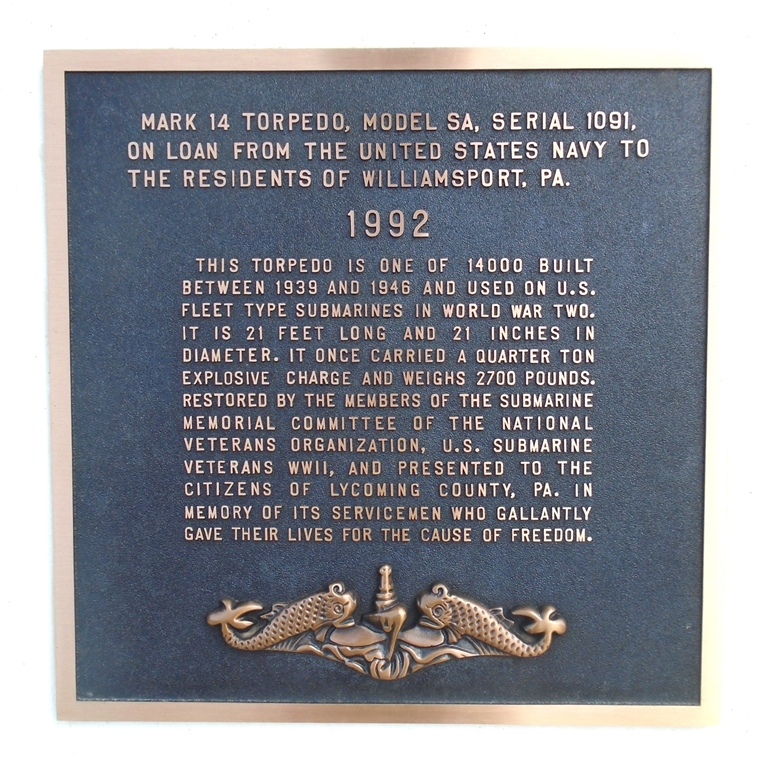 MARK 14 TORPEDO, MODEL SA, SERIAL 1091,
ON LOAN FROM THE UNITED STATES NAVY TO
THE RESIDENTS OF WILLIAMSPORT, PA.
1992
THIS TORPEDO IS ONE OF 14000 BUILT
BETWEEN 1939 AND 1946 AND USED ON U.S.
FLEET TYPE SUBMARINES IN WORLD WAR TWO.
IT IS 21 FEET LONG AND 21 INCHES IN
DIAMETER. IT ONCE CARRIED A QUARTER TON
EXPLOSIVE CHARGE AND WEIGHS 2700 POUNDS.
RESTORED BY THE MEMBERS OF THE SUBMARINE
MEMORIAL COMMITTEE OF THE NATIONAL
VETERANS ORGANIZATION, U.S. SUBMARINE
VETERANS WWII, AND PRESENTED TO THE
CITIZENS OF LYCOMING COUNTY, PA. IN
MEMORY OF ITS SERVICEMEN WHO GALLANTLY
GAVE THEIR LIVES FOR THE CAUSE OF FREEDOM.